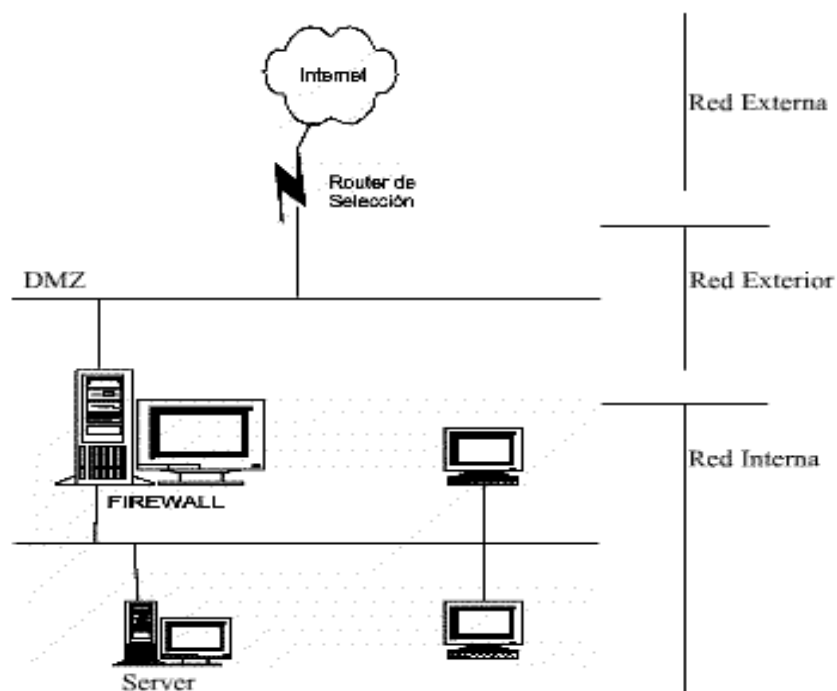 Internet
Red Externa
Router de
Selección
DMZ
Red Exterior
Red Interna
FIREWALL
Server